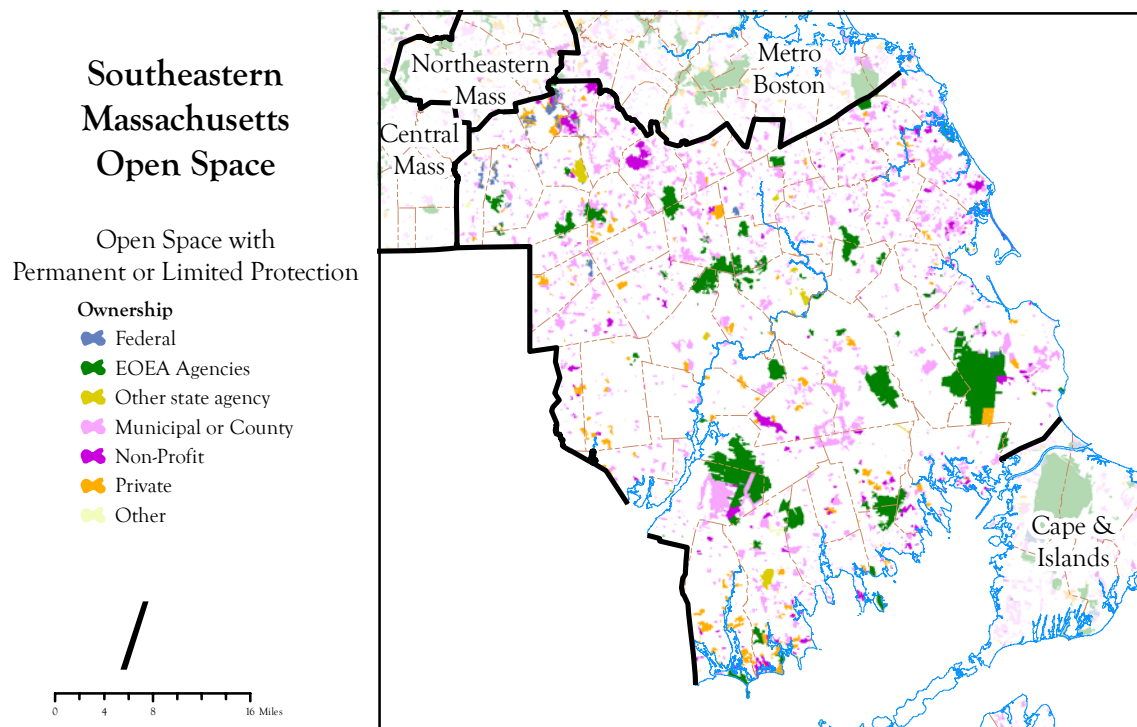 Southeastern
Massachusetts
Open Space
Open Space with
Permanent or Limited Protection
Ownership
Federal
EOEA Agencies
Other state agency
Municipal or County
Non-Profit
Private
Other
0 4 8 16 Miles
Northeastern
Mass
Central
Mass
Metro
Boston
Cape &
Islands